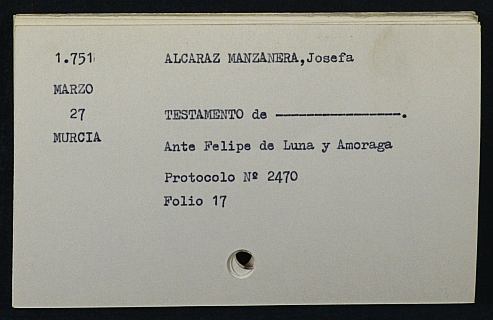 1.751 ALCARAZ MANZANERA,Josefa
MARZO
27 TESTAMENTO de ----------------.
MURCIA
Ante Felipe de Luna y Amoraga
Protocolo Nº 2470
Folio 17